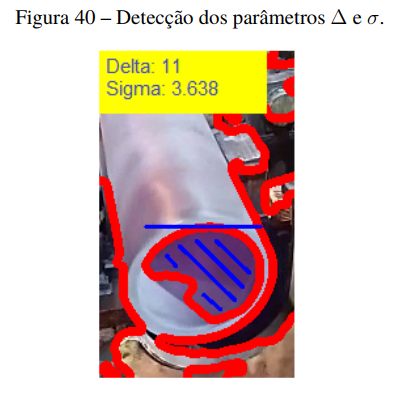 Figura 40 – Detecção dos parâmetros Δ e σ.
Delta: 11
Sigma: 3.638